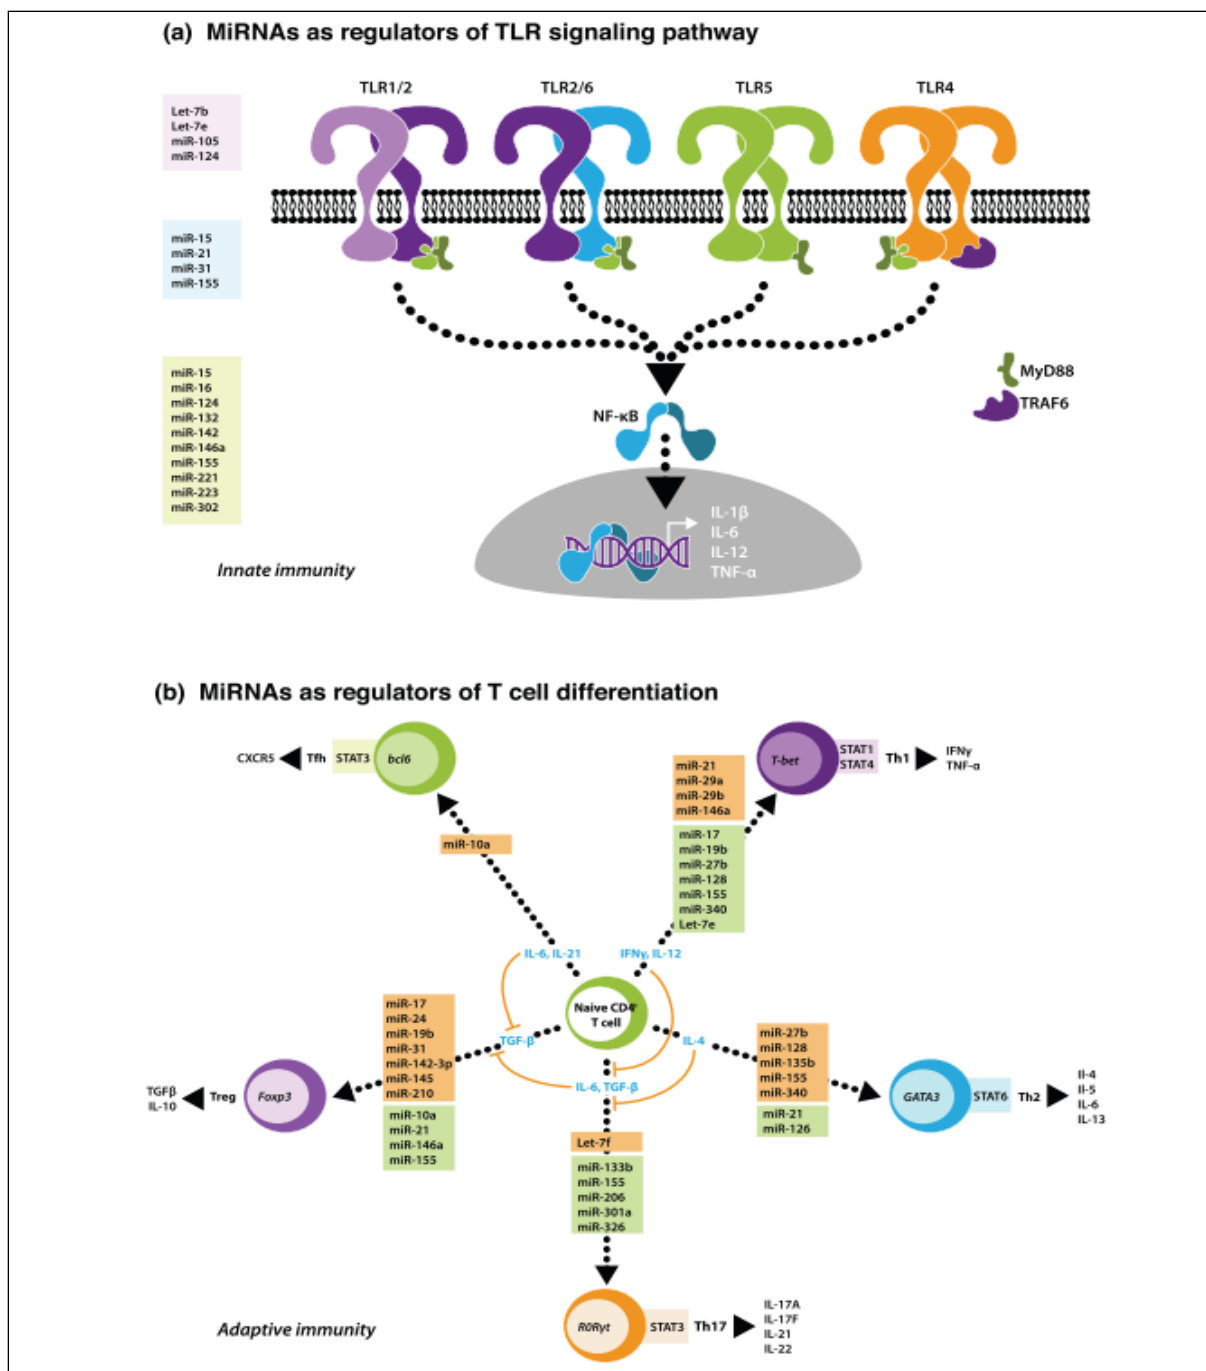 (a) MiRNAs as regulators of TLR signaling pathway
TLR1/2
TLR2/6
TLR5
TLR4
Let-7b
Let-7e
miR-105
miR-124
miR-15
miR-21
miR-31
miR-155
miR-15
miR-16
miR-124
miR-132
miR-142
miR-146a
miR-155
miR-221
miR-223
miR-302
MyD88
TRAF6
NF-κB
IL-1β
IL-6
IL-12
TNF-α
Innate immunity
(b) MiRNAs as regulators of T cell differentiation
CXCR5
Tfh
STAT3
bcl6
T-bet
STAT1
STAT4
Th1
IFNγ
TNF-α
miR-21
miR-29a
miR-29b
miR-146a
miR-10a
miR-17
miR-19b
miR-27b
miR-128
miR-155
miR-340
Let-7e
IL-6, IL-21
IFNγ, IL-12
Naive CD4+
T cell
TGF-β
IL-4
IL-6, TGF-β
miR-17
miR-24
miR-19b
miR-31
miR-142-3p
miR-145
miR-210
miR-10a
miR-21
miR-146a
miR-155
TGFβ
IL-10
Treg
Foxp3
miR-27b
miR-128
miR-135b
miR-155
miR-340
miR-21
miR-126
GATA3
STAT6
Th2
Il-4
Il-5
IL-6
IL-13
Let-7f
miR-133b
miR-155
miR-206
miR-301a
miR-326
RORγt
STAT3
Th17
IL-17A
IL-17F
IL-21
IL-22
Adaptive immunity